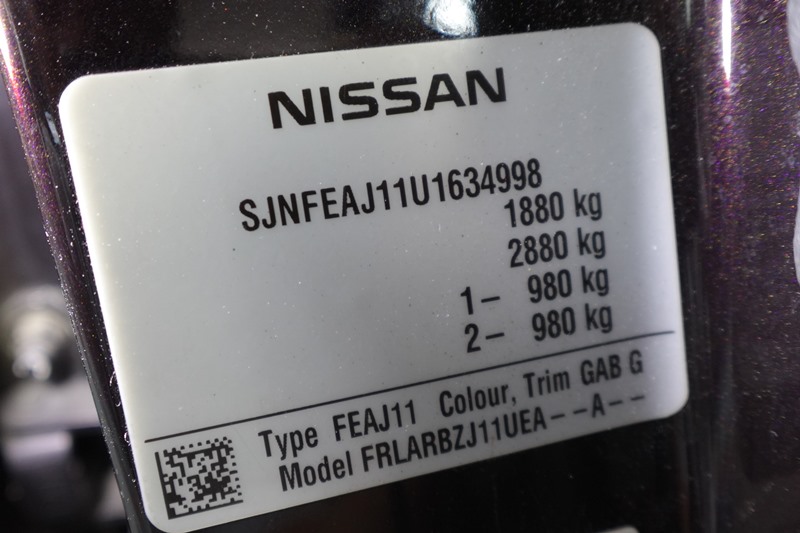 NISSAN
SJNFEAJ11U1634998
1880 kg
2880 kg
1– 980 kg
2– 980 kg
Type FEAJ11 Colour, Trim GAB G
Model FRLARBZJ11UEA--A--